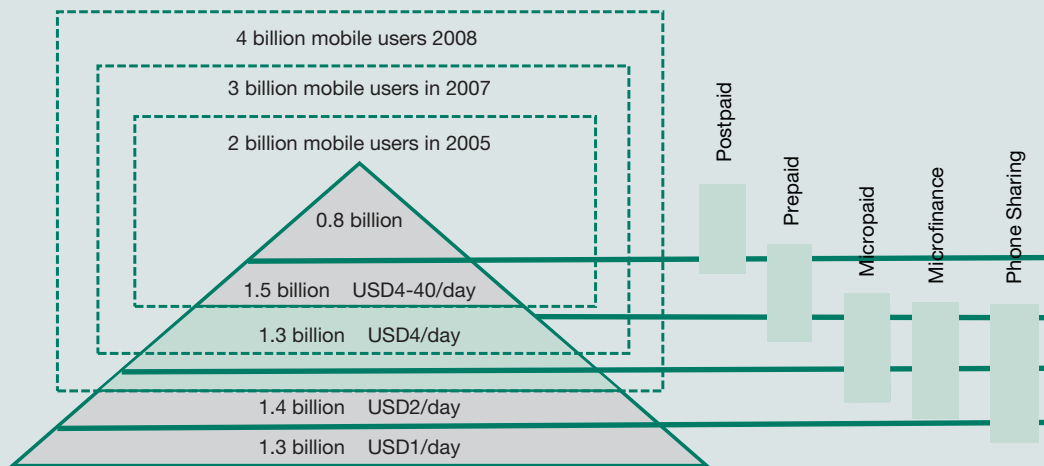 4 billion mobile users 2008
3 billion mobile users in 2007
2 billion mobile users in 2005
0.8 billion
1.5 billion USD4-40/day
1.3 billion USD4/day
1.4 billion USD2/day
1.3 billion USD1/day
Postpaid
Prepaid
Micropaid
Microfinance
Phone Sharing